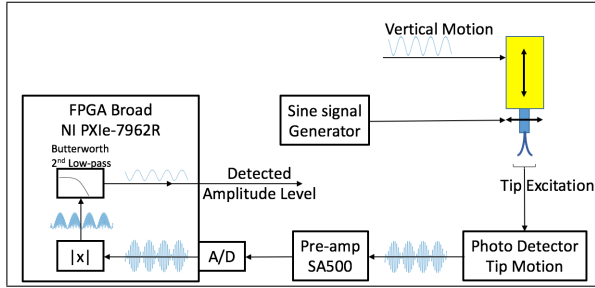 Vertical Motion
FPGA Broad
NI PXIe-7962R
Sine signal
Generator
Butterworth
2nd Low-pass
Detected
Amplitude Level
Tip Excitation
|x|
A/D
Pre-amp
SA500
Photo Detector
Tip Motion